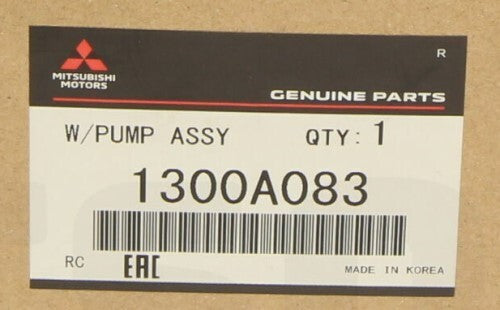 R
MITSUBISHI
MOTORS
GENUINE PARTS
W/PUMP ASSY QTY: 1
1300A083
RC EAC
MADE IN KOREA